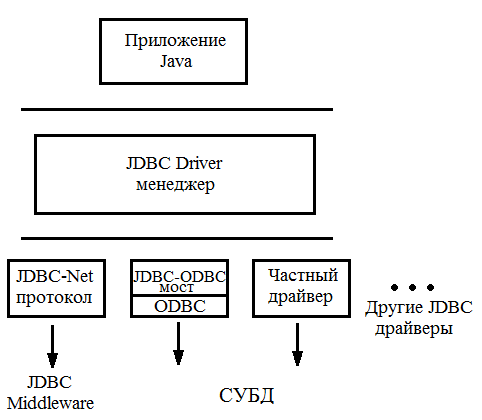 Приложение
Java
JDBC Driver
менеджер
JDBC-Net
протокол
JDBC-ODBC
мост
ODBC
Частный
драйвер
Другие JDBC
драйверы
JDBC
Middleware
СУБД